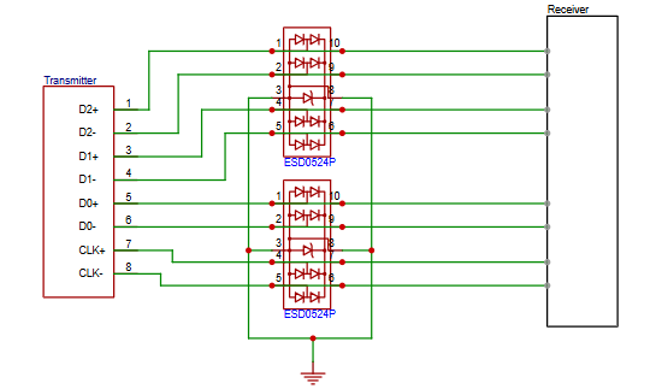 Receiver
Transmitter
D2+ 1
D2- 2
D1+ 3
D1- 4
D0+ 5
D0- 6
CLK+ 7
CLK- 8
1 10
2 9
3 8
4 7
5 6
ESD0524P
1 10
2 9
3 8
4 7
5 6
ESD0524P